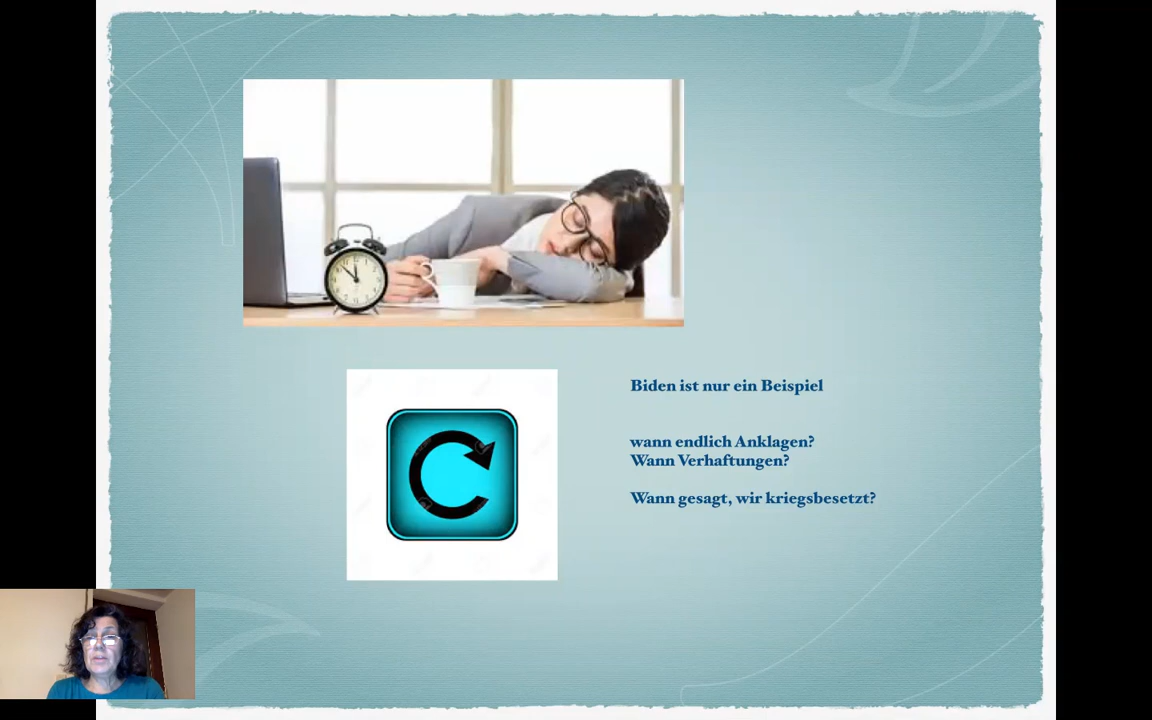 Biden ist nur ein Beispiel
wann endlich Anklagen?
Wann Verhaftungen?
Wann gesagt, wir kriegsbesetzt?